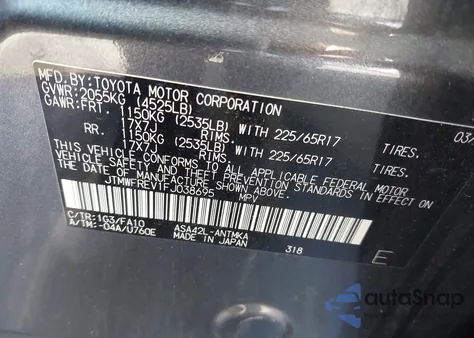 MFD. BY: TOYOTA MOTOR CORPORATION 03/
GVWR: 2055KG (4525LB)
GAWR: FRT. 1150KG (2535LB) WITH 225/65R17 TIRES.
17X7J RIMS.
RR. 1150KG (2535LB) WITH 225/65R17 TIRES.
17X7J RIMS.
THIS VEHICLE CONFORMS TO ALL APPLICABLE FEDERAL MOTOR
VEHICLE SAFETY AND BUMPER STANDARDS IN EFFECT ON
THE DATE OF MANUFACTURE SHOWN ABOVE.
JTMWFREV1FJ038695 MPV
C/TR: 1G3/FA10 ASA42L-ANTMKA
A/TM: -04A/U760E MADE IN JAPAN 318
E
autoSnap